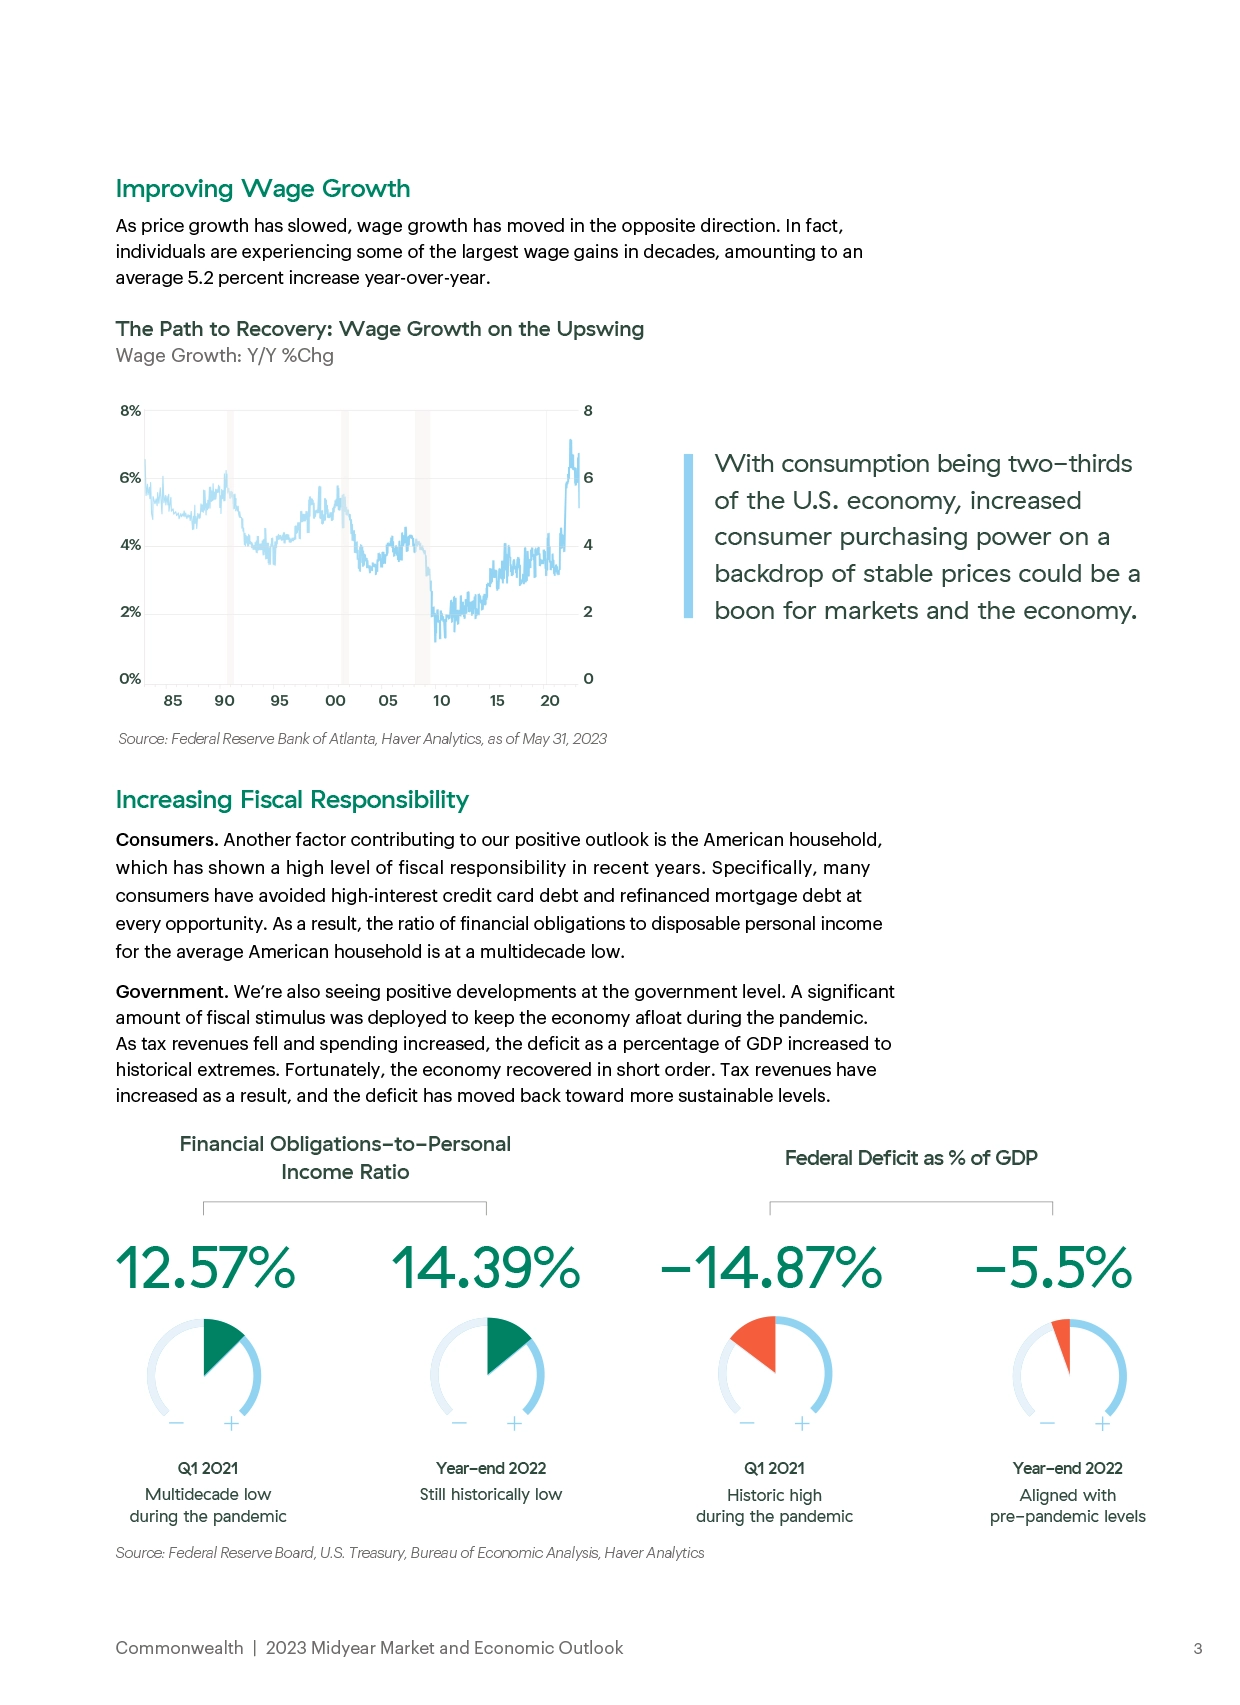 Improving Wage Growth
As price growth has slowed, wage growth has moved in the opposite direction. In fact,
individuals are experiencing some of the largest wage gains in decades, amounting to an
average 5.2 percent increase year-over-year.
The Path to Recovery: Wage Growth on the Upswing
Wage Growth: Y/Y %Chg
8% 8
6% 6
4% 4
2% 2
0% 0
85 90 95 00 05 10 15 20
Source: Federal Reserve Bank of Atlanta, Haver Analytics, as of May 31, 2023
With consumption being two–thirds
of the U.S. economy, increased
consumer purchasing power on a
backdrop of stable prices could be a
boon for markets and the economy.
Increasing Fiscal Responsibility
Consumers. Another factor contributing to our positive outlook is the American household,
which has shown a high level of fiscal responsibility in recent years. Specifically, many
consumers have avoided high-interest credit card debt and refinanced mortgage debt at
every opportunity. As a result, the ratio of financial obligations to disposable personal income
for the average American household is at a multidecade low.
Government. We're also seeing positive developments at the government level. A significant
amount of fiscal stimulus was deployed to keep the economy afloat during the pandemic.
As tax revenues fell and spending increased, the deficit as a percentage of GDP increased to
historical extremes. Fortunately, the economy recovered in short order. Tax revenues have
increased as a result, and the deficit has moved back toward more sustainable levels.
Financial Obligations–to–Personal
Income Ratio
Federal Deficit as % of GDP
12.57% 14.39% –14.87% –5.5%
– + – + – + – +
Q1 2021
Multidecade low
during the pandemic
Year–end 2022
Still historically low
Q1 2021
Historic high
during the pandemic
Year–end 2022
Aligned with
pre–pandemic levels
Source: Federal Reserve Board, U.S. Treasury, Bureau of Economic Analysis, Haver Analytics
Commonwealth | 2023 Midyear Market and Economic Outlook 3